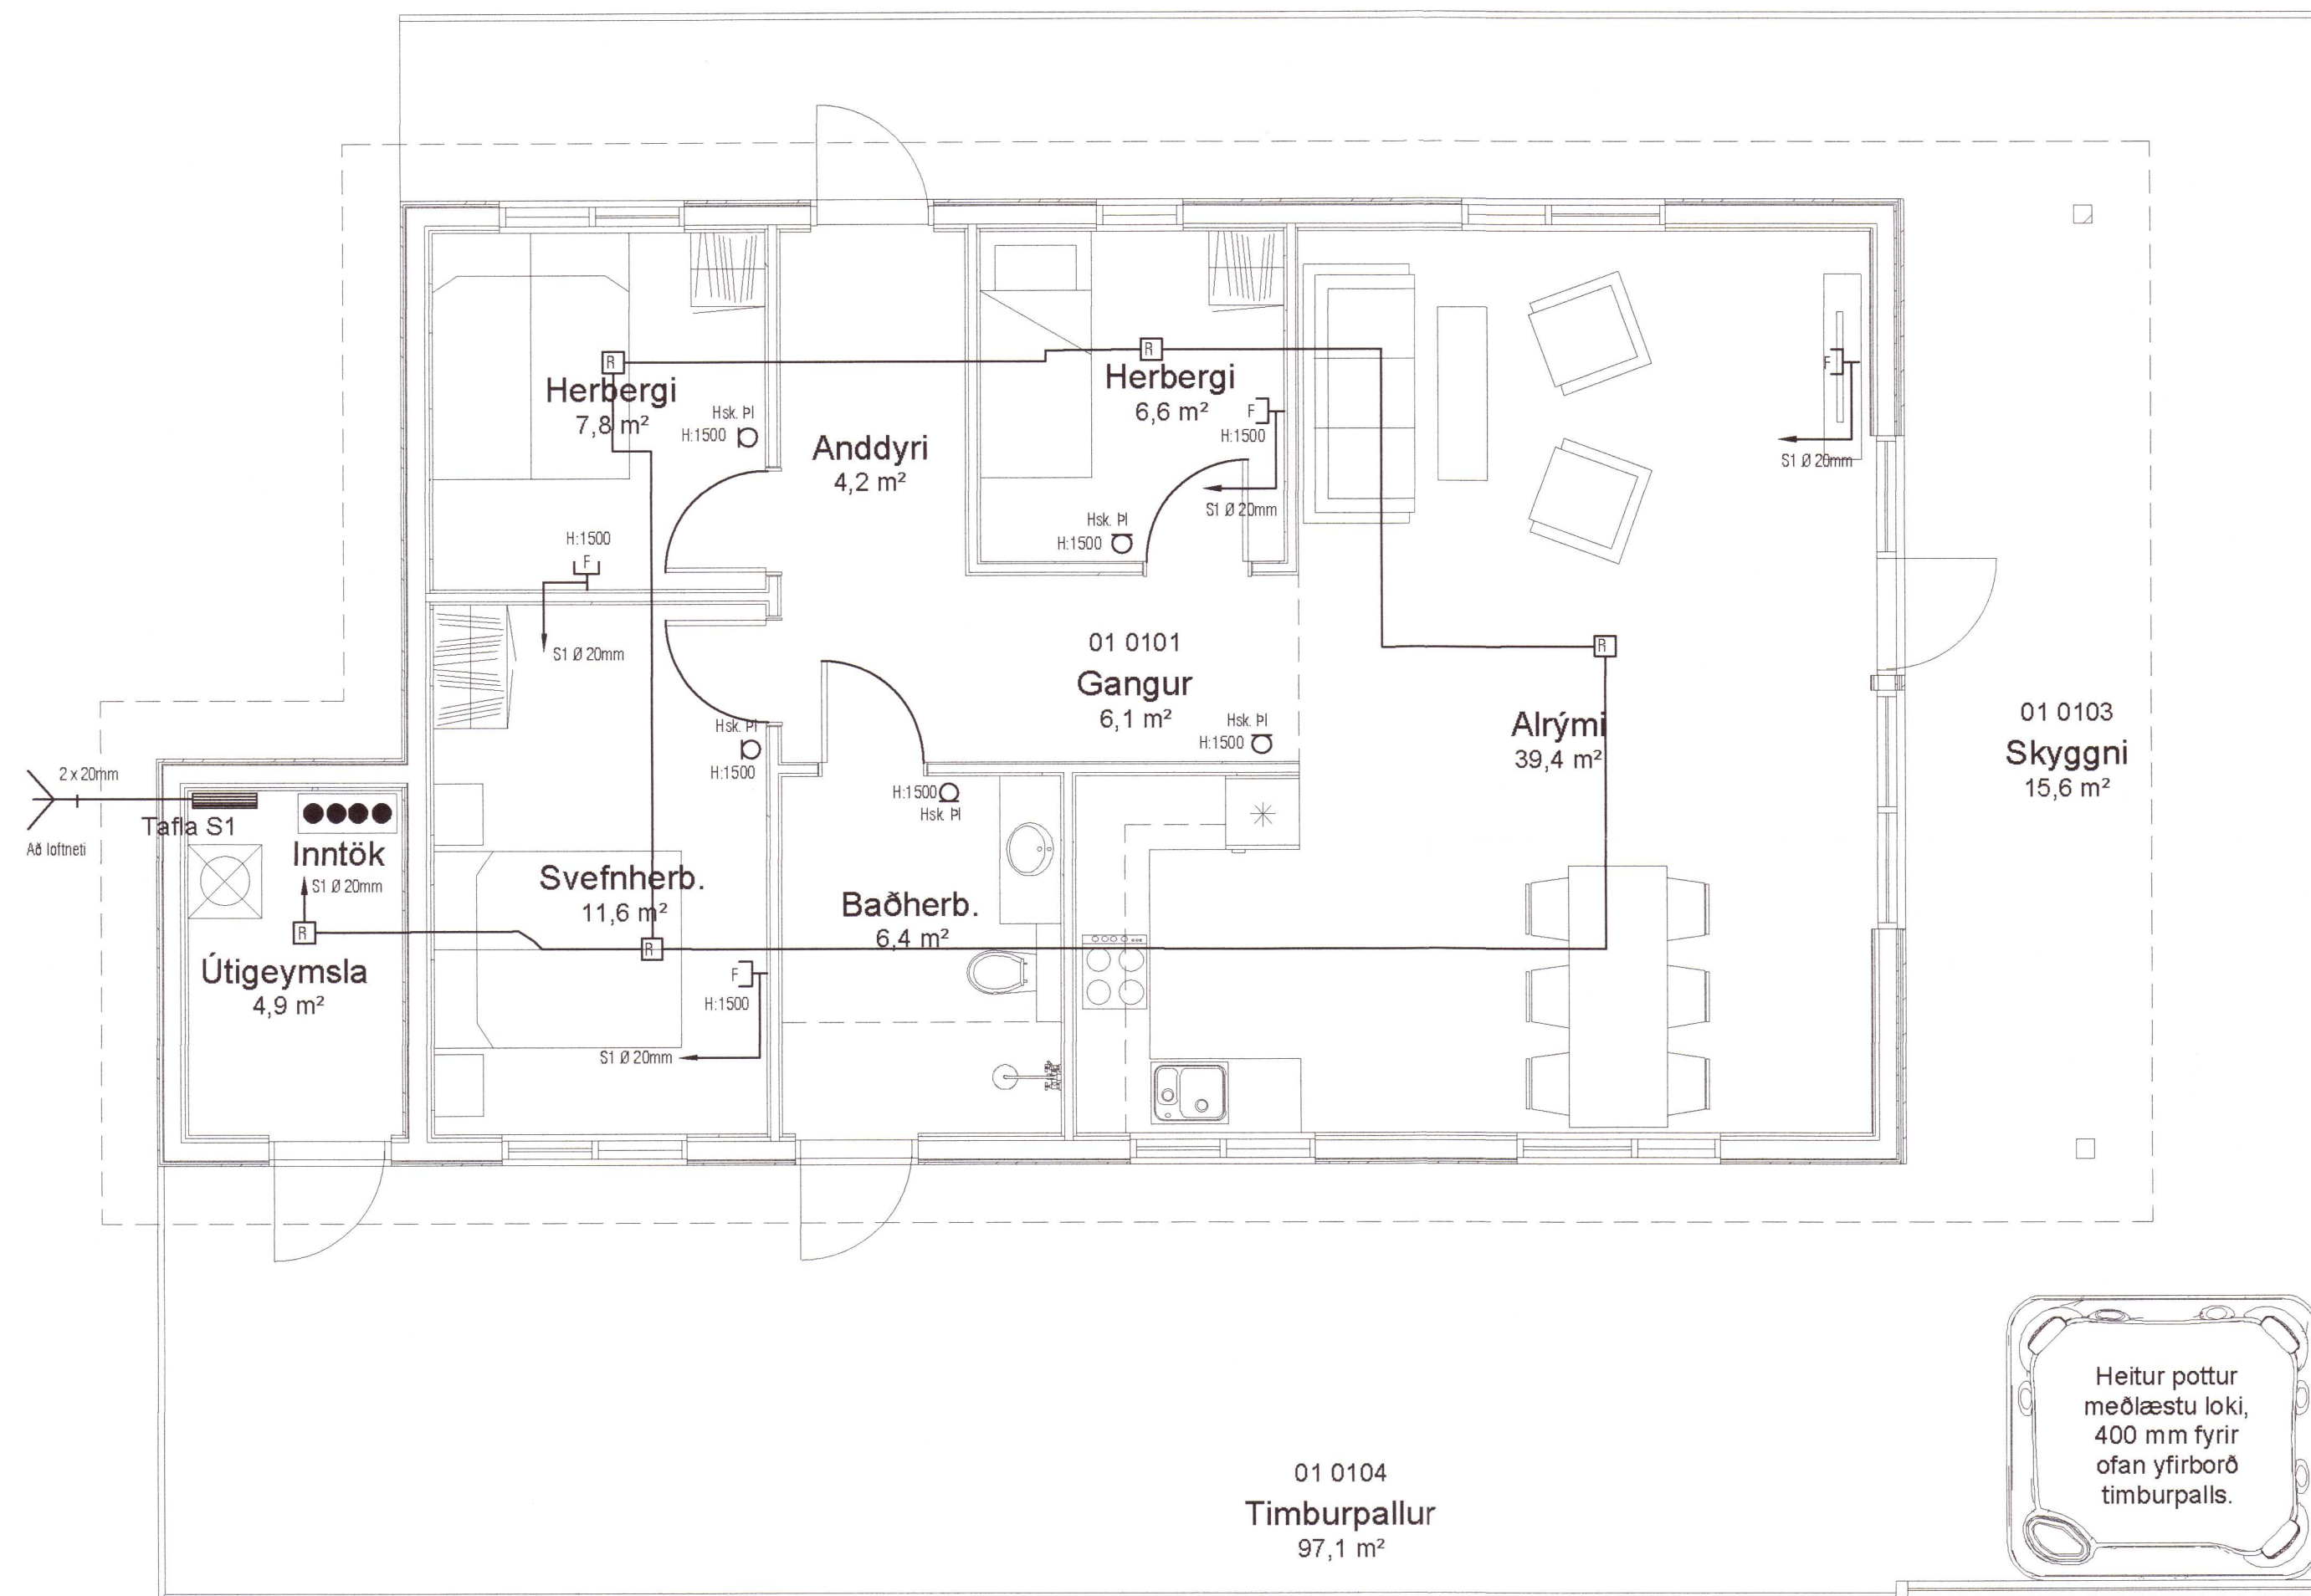 R
Herbergi
7,8 m²
Hsk. Þl
H:1500
H:1500
F
S1 Ø 20mm
Anddyri
4,2 m²
R
Herbergi
6,6 m²
F
H:1500
S1 Ø 20mm
Hsk. Þl
H:1500
F
S1 Ø 20mm
01 0101
Gangur
6,1 m²
Hsk. Þl
H:1500
R
Alrými
39,4 m²
01 0103
Skyggni
15,6 m²
2 x 20mm
Tafla S1
Að loftneti
Inntök
S1 Ø 20mm
R
Útigeymsla
4,9 m²
Hsk. Þl
H:1500
Svefnherb.
11,6 m²
R
F
H:1500
S1 Ø 20mm
H:1500
Hsk. Þl
Baðherb.
6,4 m²
01 0104
Timburpallur
97,1 m²
Heitur pottur
meðlæstu loki,
400 mm fyrir
ofan yfirborð
timburpalls.